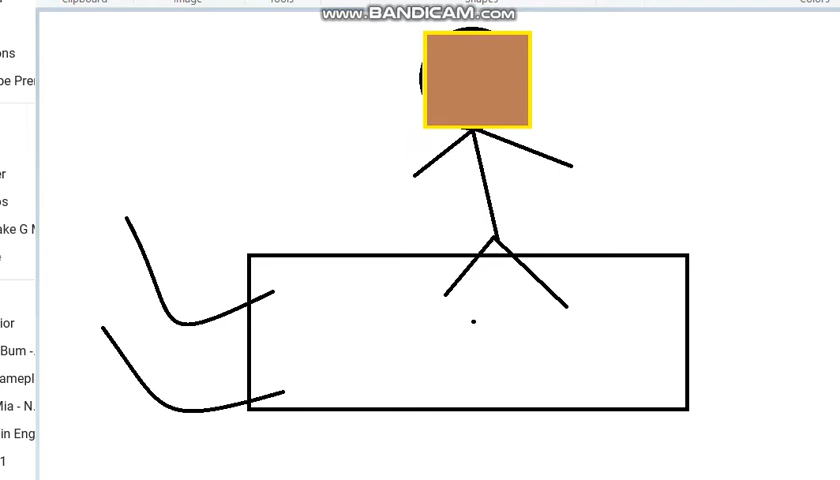 Clipboard
Image
Tools
Shapes
Colors
www.BANDICAM.com
ons
be Prer
er
os
ake G M
e
ior
Bum -.
amepl
Mia - N.
in Eng
1